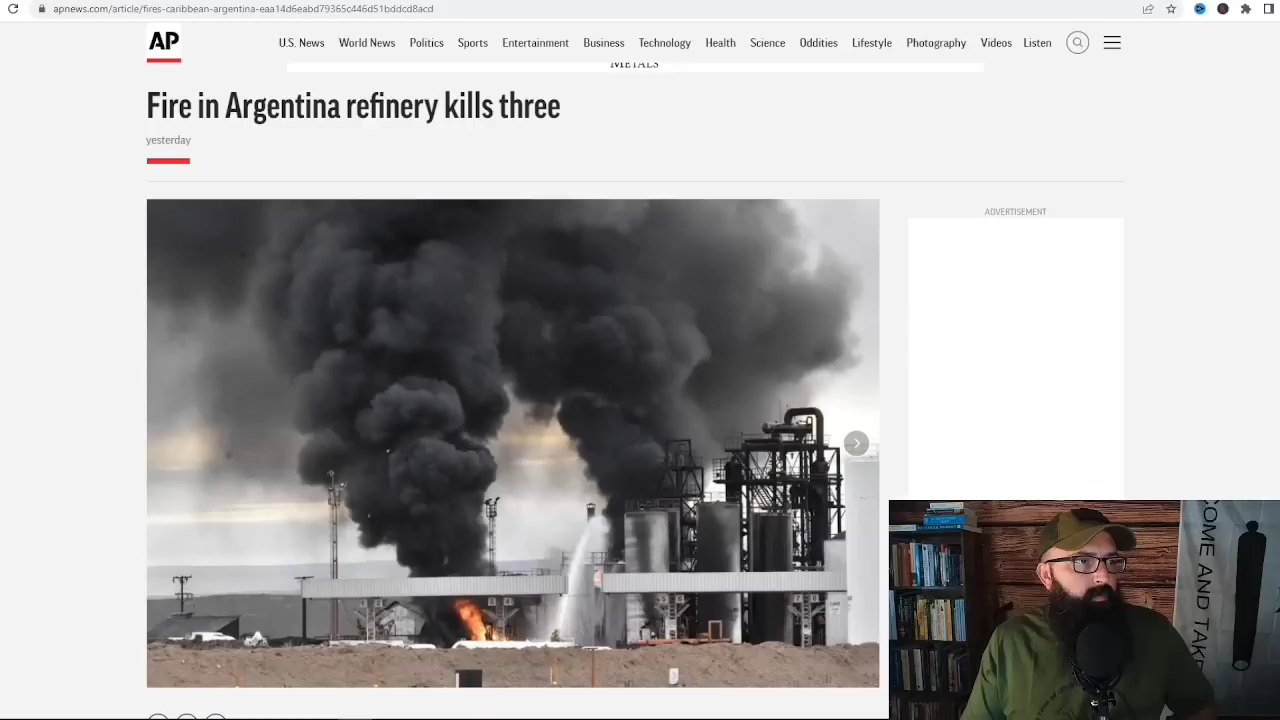 apnews.com/article/fires-caribbean-argentina-eaa14d6eabd79365c446d51bddcd8acd
AP
U.S. News World News Politics Sports Entertainment Business Technology Health Science Oddities Lifestyle Photography Videos Listen
METALS
Fire in Argentina refinery kills three
yesterday
ADVERTISEMENT
COME AND TAKE